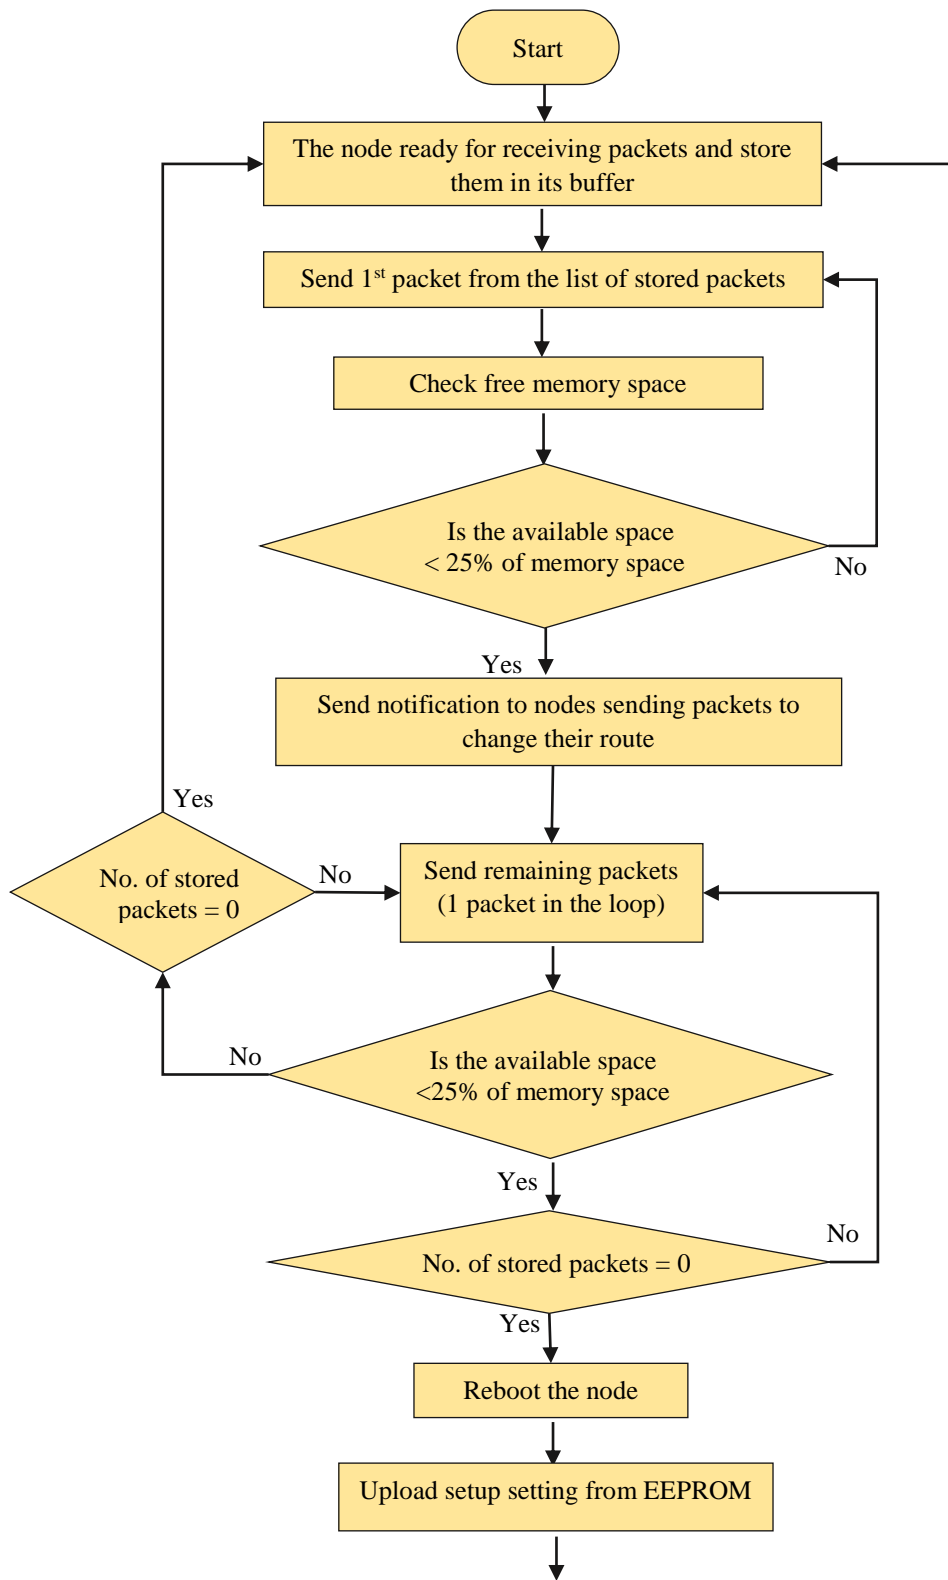 Start
The node ready for receiving packets and store
them in its buffer
Send 1st packet from the list of stored packets
Check free memory space
Is the available space
< 25% of memory space
No
Yes
Send notification to nodes sending packets to
change their route
Yes
No. of stored
packets = 0
No
Send remaining packets
(1 packet in the loop)
No
Is the available space
<25% of memory space
Yes
No
No. of stored packets = 0
Yes
Reboot the node
Upload setup setting from EEPROM